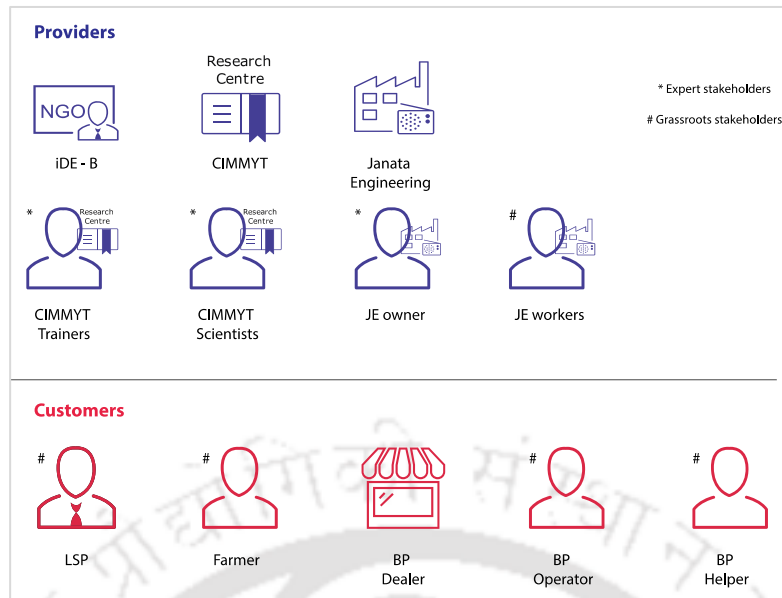 Providers
Research
Centre
* Expert stakeholders
# Grassroots stakeholders
NGO
iDE - B
CIMMYT
Janata
Engineering
* Research
Centre
* Research
Centre
*
#
CIMMYT
Trainers
CIMMYT
Scientists
JE owner
JE workers
Customers
#
#
#
#
LSP
Farmer
BP
Dealer
BP
Operator
BP
Helper